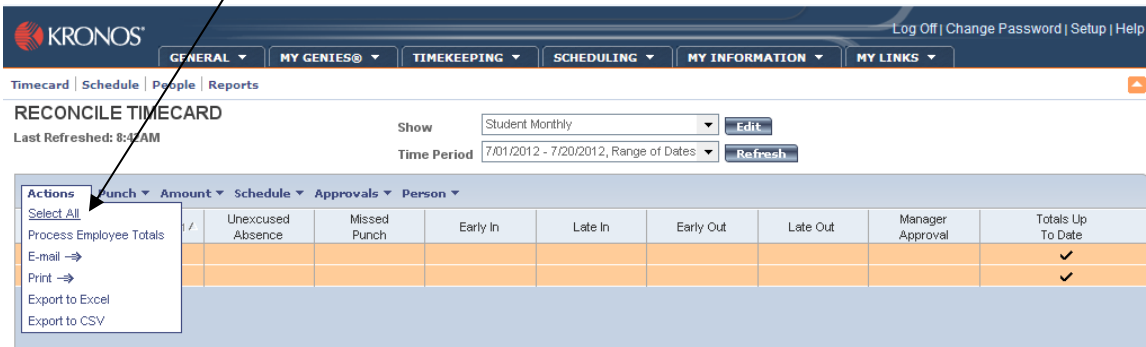 KRONOS®
Log Off | Change Password | Setup | Help
GENERAL MY GENIES® TIMEKEEPING SCHEDULING MY INFORMATION MY LINKS
Timecard | Schedule | People | Reports
RECONCILE TIMECARD
Last Refreshed: 8:42AM
Show Student Monthly Edit
Time Period 7/01/2012 - 7/20/2012, Range of Dates Refresh
Actions Punch Amount Schedule Approvals Person
Select All
Process Employee Totals
E-mail
Print
Export to Excel
Export to CSV
Unexcused Absence
Missed Punch
Early In
Late In
Early Out
Late Out
Manager Approval
Totals Up To Date